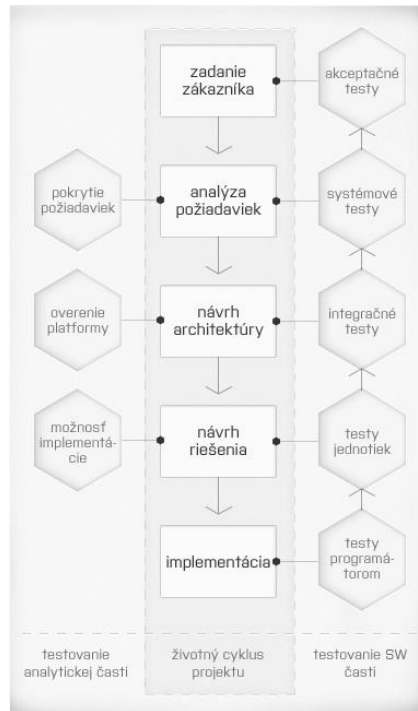 zadanie
zákazníka
akceptačné
testy
pokrytie
požiadaviek
analýza
požiadaviek
systémové
testy
overenie
platformy
návrh
architektúry
integračné
testy
možnosť
implementá-
cie
návrh
riešenia
testy
jednotiek
implementácia
testy
programá-
torom
testovanie
analytickej časti
životný cyklus
projektu
testovanie SW
časti